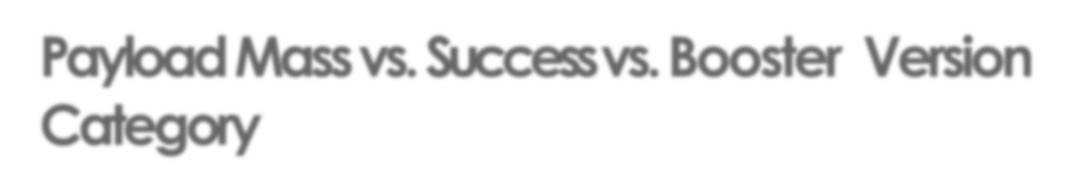 Payload Mass vs. Success vs. Booster Version
Category